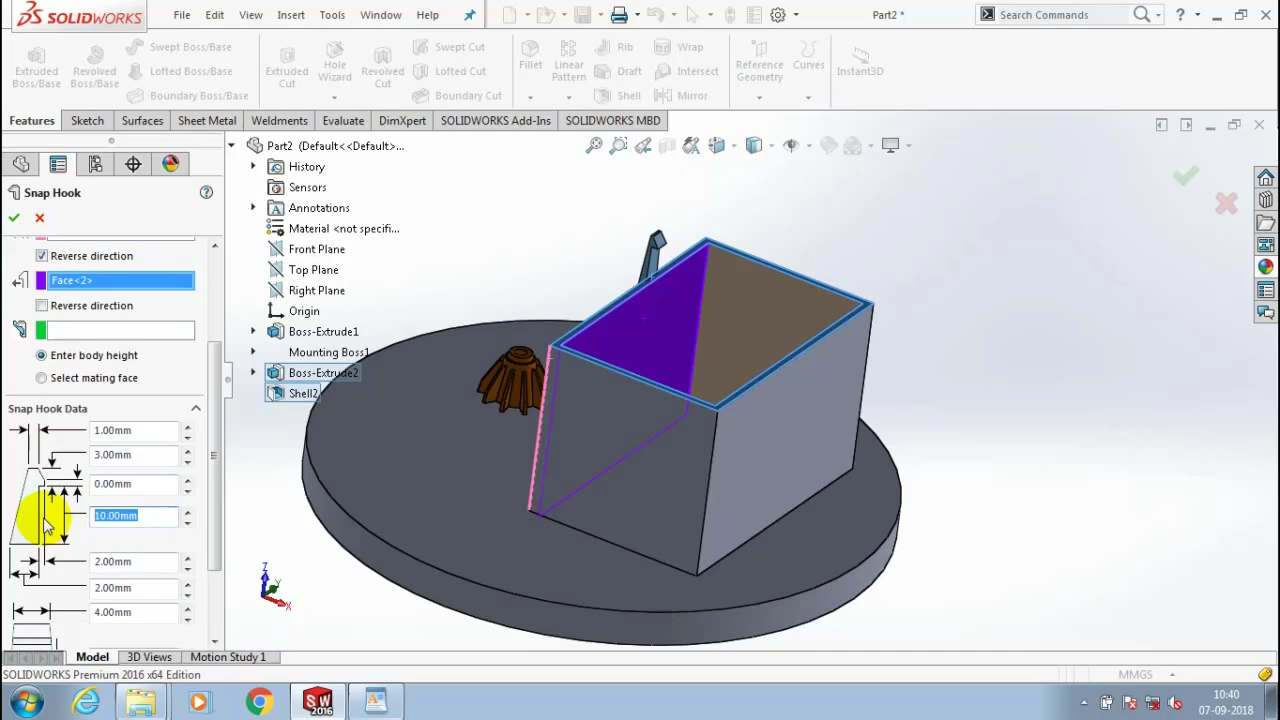 SOLIDWORKS File Edit View Insert Tools Window Help Part2 * Search Commands ?
Extruded Boss/Base
Revolved Boss/Base
Swept Boss/Base
Lofted Boss/Base
Boundary Boss/Base
Extruded Cut
Hole Wizard
Revolved Cut
Swept Cut
Lofted Cut
Boundary Cut
Fillet
Linear Pattern
Rib
Draft
Shell
Wrap
Intersect
Mirror
Reference Geometry
Curves
Instant3D
Features Sketch Surfaces Sheet Metal Weldments Evaluate DimXpert SOLIDWORKS Add-Ins SOLIDWORKS MBD
Snap Hook ?
Reverse direction
Face<2>
Reverse direction
Enter body height
Select mating face
Snap Hook Data
1.00mm
3.00mm
0.00mm
10.00mm
2.00mm
2.00mm
4.00mm
Part2 (Default<<Default>...
History
Sensors
Annotations
Material <not specifi...
Front Plane
Top Plane
Right Plane
Origin
Boss-Extrude1
Mounting Boss1
Boss-Extrude2
Shell2
Z
Y
X
Model 3D Views Motion Study 1
SOLIDWORKS Premium 2016 x64 Edition MMGS
SW 2016
10:40
07-09-2018